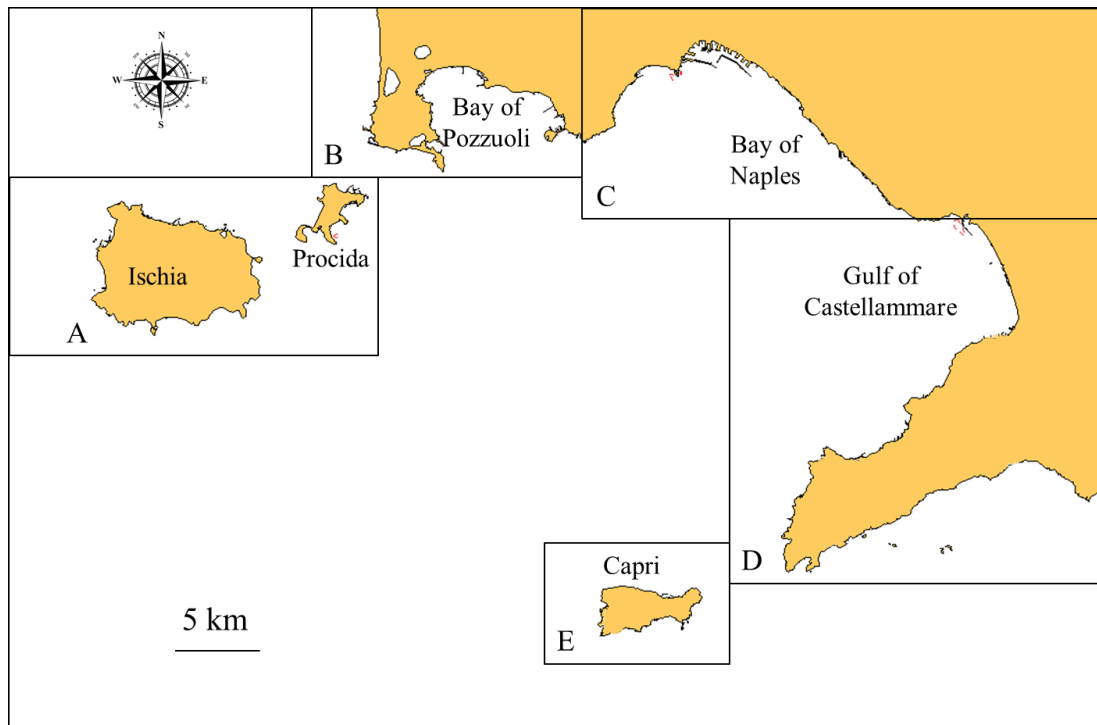 N
W
E
S
Bay of
Pozzuoli
B
Bay of
Naples
C
Procida
Ischia
A
Gulf of
Castellammare
D
Capri
E
5 km